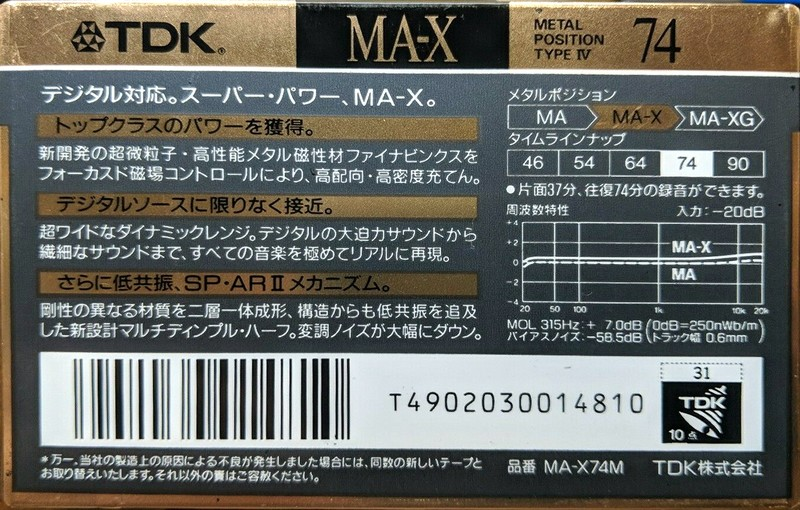 TDK® MA-X METAL POSITION TYPE IV 74
デジタル対応。スーパー・パワー、MA-X。
トップクラスのパワーを獲得。
新開発の超微粒子・高性能メタル磁性材ファイナビンクスを
フォーカスド磁場コントロールにより、高配向・高密度充てん。
デジタルソースに限りなく接近。
超ワイドなダイナミックレンジ。デジタルの大迫力サウンドから
繊細なサウンドまで、すべての音楽を極めてリアルに再現。
さらに低共振、SP・ARⅡメカニズム。
剛性の異なる材質を二層一体成形、構造からも低共振を追及
した新設計マルチディンプル・ハーフ。変調ノイズが大幅にダウン。
メタルポジション
MA MA-X MA-XG
タイムラインナップ
46 54 64 74 90
●片面37分、往復74分の録音ができます。
周波数特性 入力:-20dB
+4
+2
0
-2
-4
MA-X
MA
20 50 100 1k 10k 20k
MOL 315Hz:+ 7.0dB (0dB=250nWb/m)
バイアスノイズ:-58.5dB (トラック幅 0.6mm)
T4902030014810
31
TDK
10点
*万一、当社の製造上の原因による不良が発生しました場合には、同数の新しいテープと
お取り替えいたします。それ以外の責はご容赦ください。
品番 MA-X74M TDK株式会社